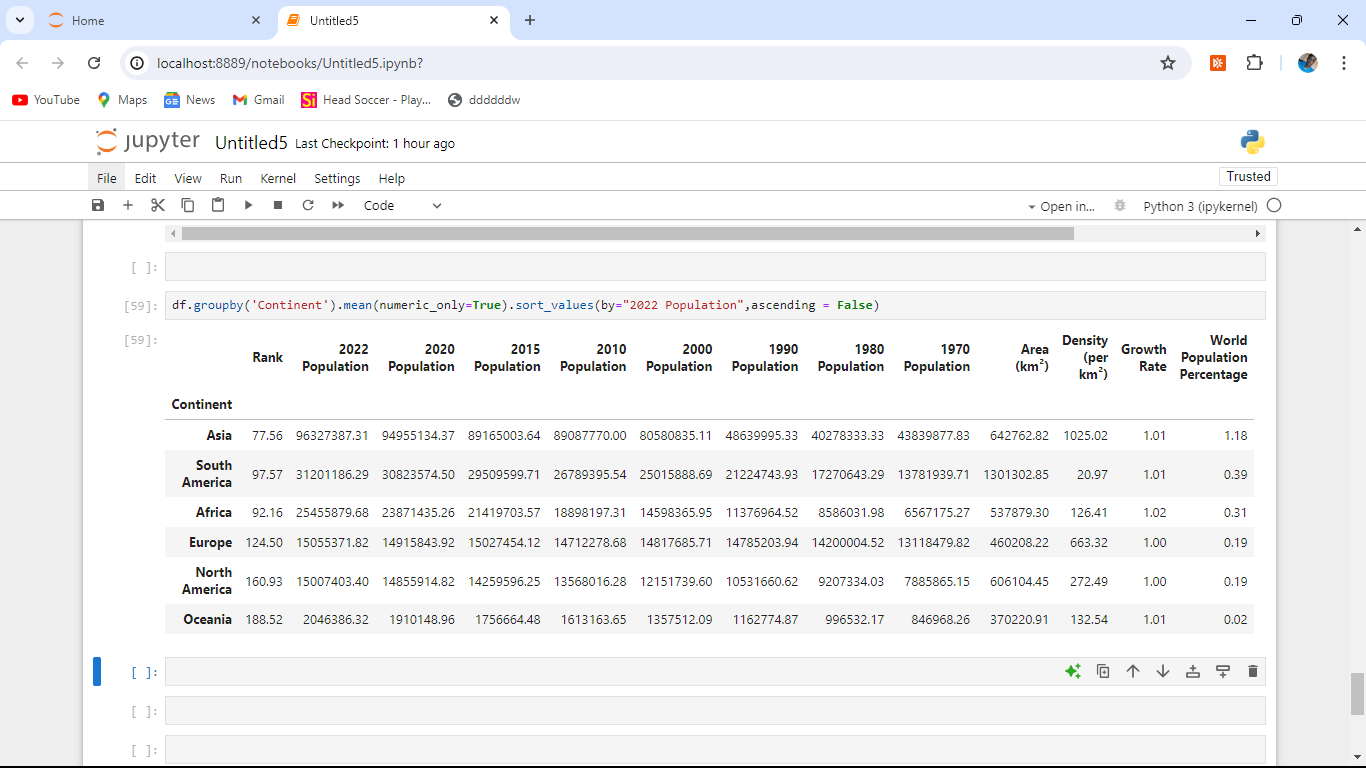 Home
Untitled5
localhost:8889/notebooks/Untitled5.ipynb?
YouTube Maps News Gmail Head Soccer - Play... ddddddw
jupyter Untitled5 Last Checkpoint: 1 hour ago
File Edit View Run Kernel Settings Help Trusted
Code Open in... Python 3 (ipykernel)
[ ]:
[59]: df.groupby('Continent').mean(numeric_only=True).sort_values(by="2022 Population",ascending = False)
[59]: Rank 2022 Population 2020 Population 2015 Population 2010 Population 2000 Population 1990 Population 1980 Population 1970 Population Area (km²) Density (per km²) Growth Rate World Population Percentage
Continent
Asia 77.56 96327387.31 94955134.37 89165003.64 89087770.00 80580835.11 48639995.33 40278333.33 43839877.83 642762.82 1025.02 1.01 1.18
South America 97.57 31201186.29 30823574.50 29509599.71 26789395.54 25015888.69 21224743.93 17270643.29 13781939.71 1301302.85 20.97 1.01 0.39
Africa 92.16 25455879.68 23871435.26 21419703.57 18898197.31 14598365.95 11376964.52 8586031.98 6567175.27 537879.30 126.41 1.02 0.31
Europe 124.50 15055371.82 14915843.92 15027454.12 14712278.68 14817685.71 14785203.94 14200004.52 13118479.82 460208.22 663.32 1.00 0.19
North America 160.93 15007403.40 14855914.82 14259596.25 13568016.28 12151739.60 10531660.62 9207334.03 7885865.15 606104.45 272.49 1.00 0.19
Oceania 188.52 2046386.32 1910148.96 1756664.48 1613163.65 1357512.09 1162774.87 996532.17 846968.26 370220.91 132.54 1.01 0.02
[ ]:
[ ]:
[ ]: